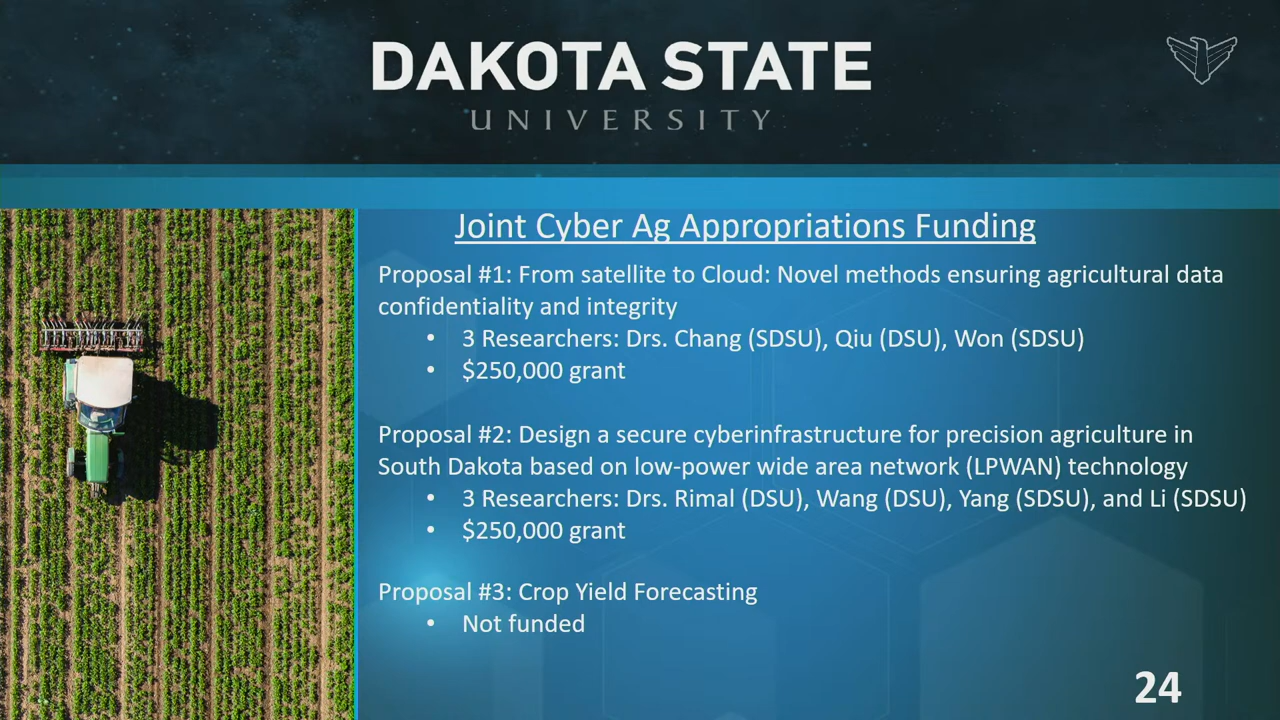 DAKOTA STATE
UNIVERSITY
Joint Cyber Ag Appropriations Funding
Proposal #1: From satellite to Cloud: Novel methods ensuring agricultural data
confidentiality and integrity
• 3 Researchers: Drs. Chang (SDSU), Qiu (DSU), Won (SDSU)
• $250,000 grant
Proposal #2: Design a secure cyberinfrastructure for precision agriculture in
South Dakota based on low-power wide area network (LPWAN) technology
• 3 Researchers: Drs. Rimal (DSU), Wang (DSU), Yang (SDSU), and Li (SDSU)
• $250,000 grant
Proposal #3: Crop Yield Forecasting
• Not funded
24